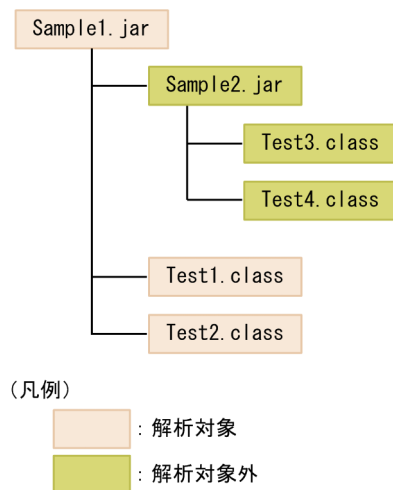 Sample1.jar
Sample2.jar
Test3.class
Test4.class
Test1.class
Test2.class
（凡例）
：解析対象
：解析対象外